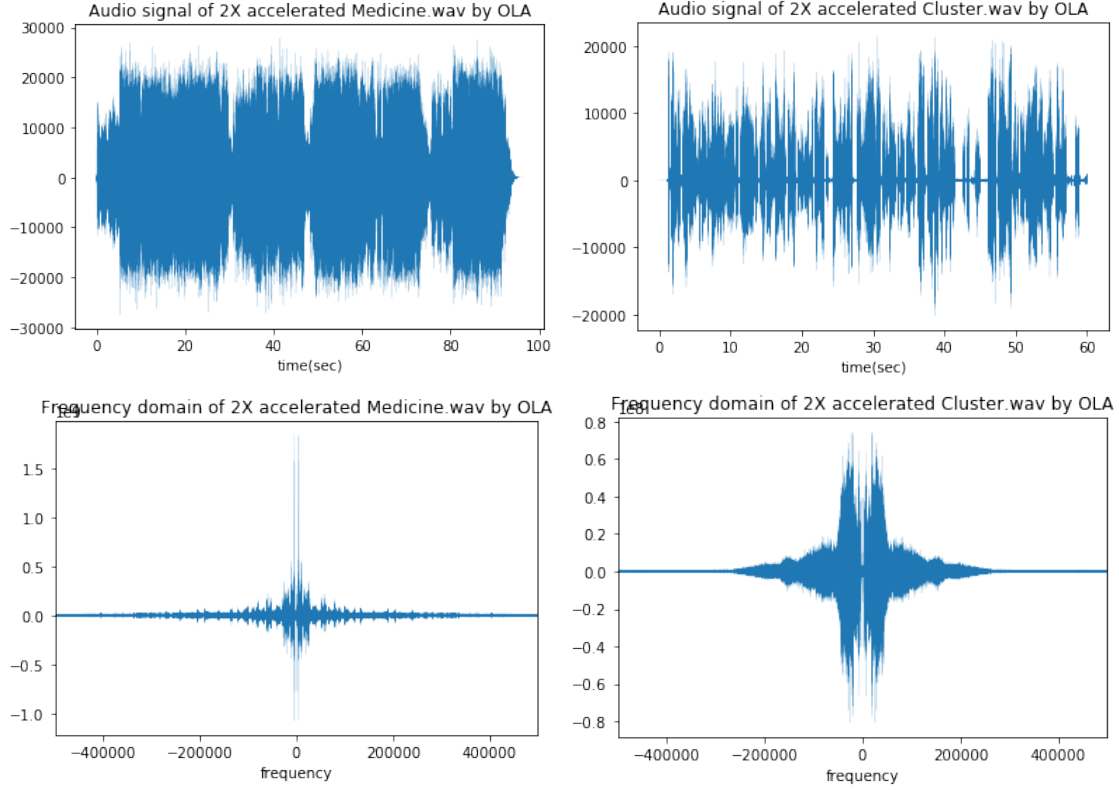 Audio signal of 2X accelerated Medicine.wav by OLA
30000
20000
10000
0
−10000
−20000
−30000
0 20 40 60 80 100
time(sec)
Audio signal of 2X accelerated Cluster.wav by OLA
20000
10000
0
−10000
−20000
0 10 20 30 40 50 60
time(sec)
Frequency domain of 2X accelerated Medicine.wav by OLA
1e9
1.5
1.0
0.5
0.0
−0.5
−1.0
−400000 −200000 0 200000 400000
frequency
Frequency domain of 2X accelerated Cluster.wav by OLA
1e8
0.8
0.6
0.4
0.2
0.0
−0.2
−0.4
−0.6
−0.8
−400000 −200000 0 200000 400000
frequency